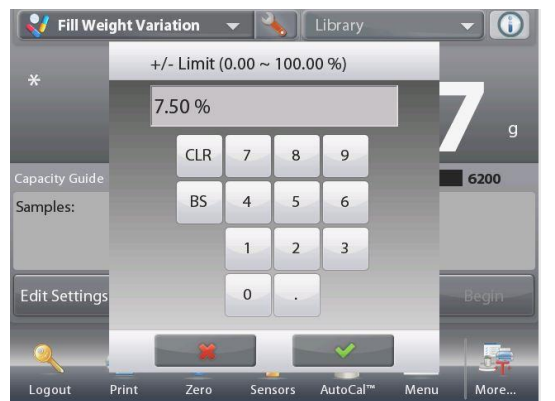 Fill Weight Variation
Library
+/- Limit (0.00 ~ 100.00 %)
*
7.50 %
7
g
CLR 7 8 9
Capacity Guide
6200
BS 4 5 6
Samples:
1 2 3
Edit Settings
0 .
Begin
Logout Print Zero Sensors AutoCal™ Menu More...